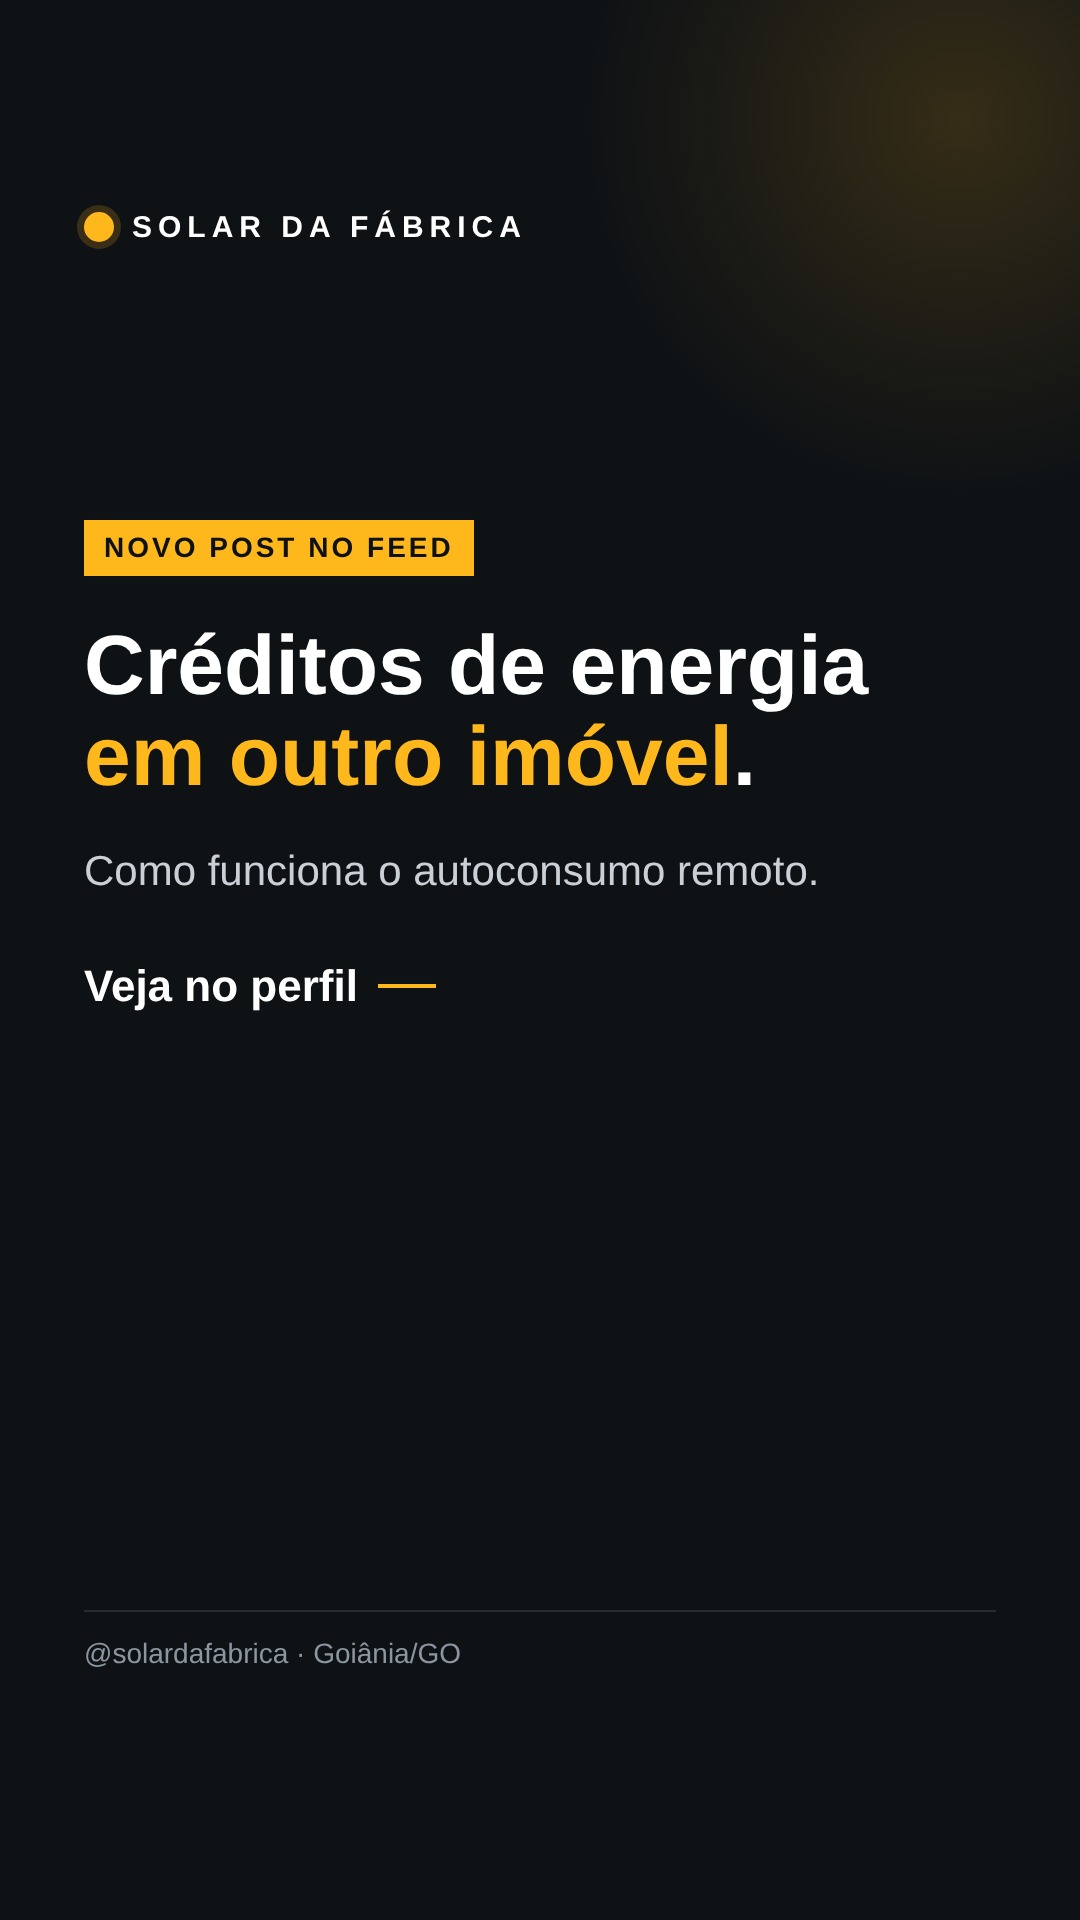 SOLAR DA FÁBRICA
NOVO POST NO FEED
Créditos de energia
em outro imóvel.
Como funciona o autoconsumo remoto.
Veja no perfil
@solardafabrica · Goiânia/GO